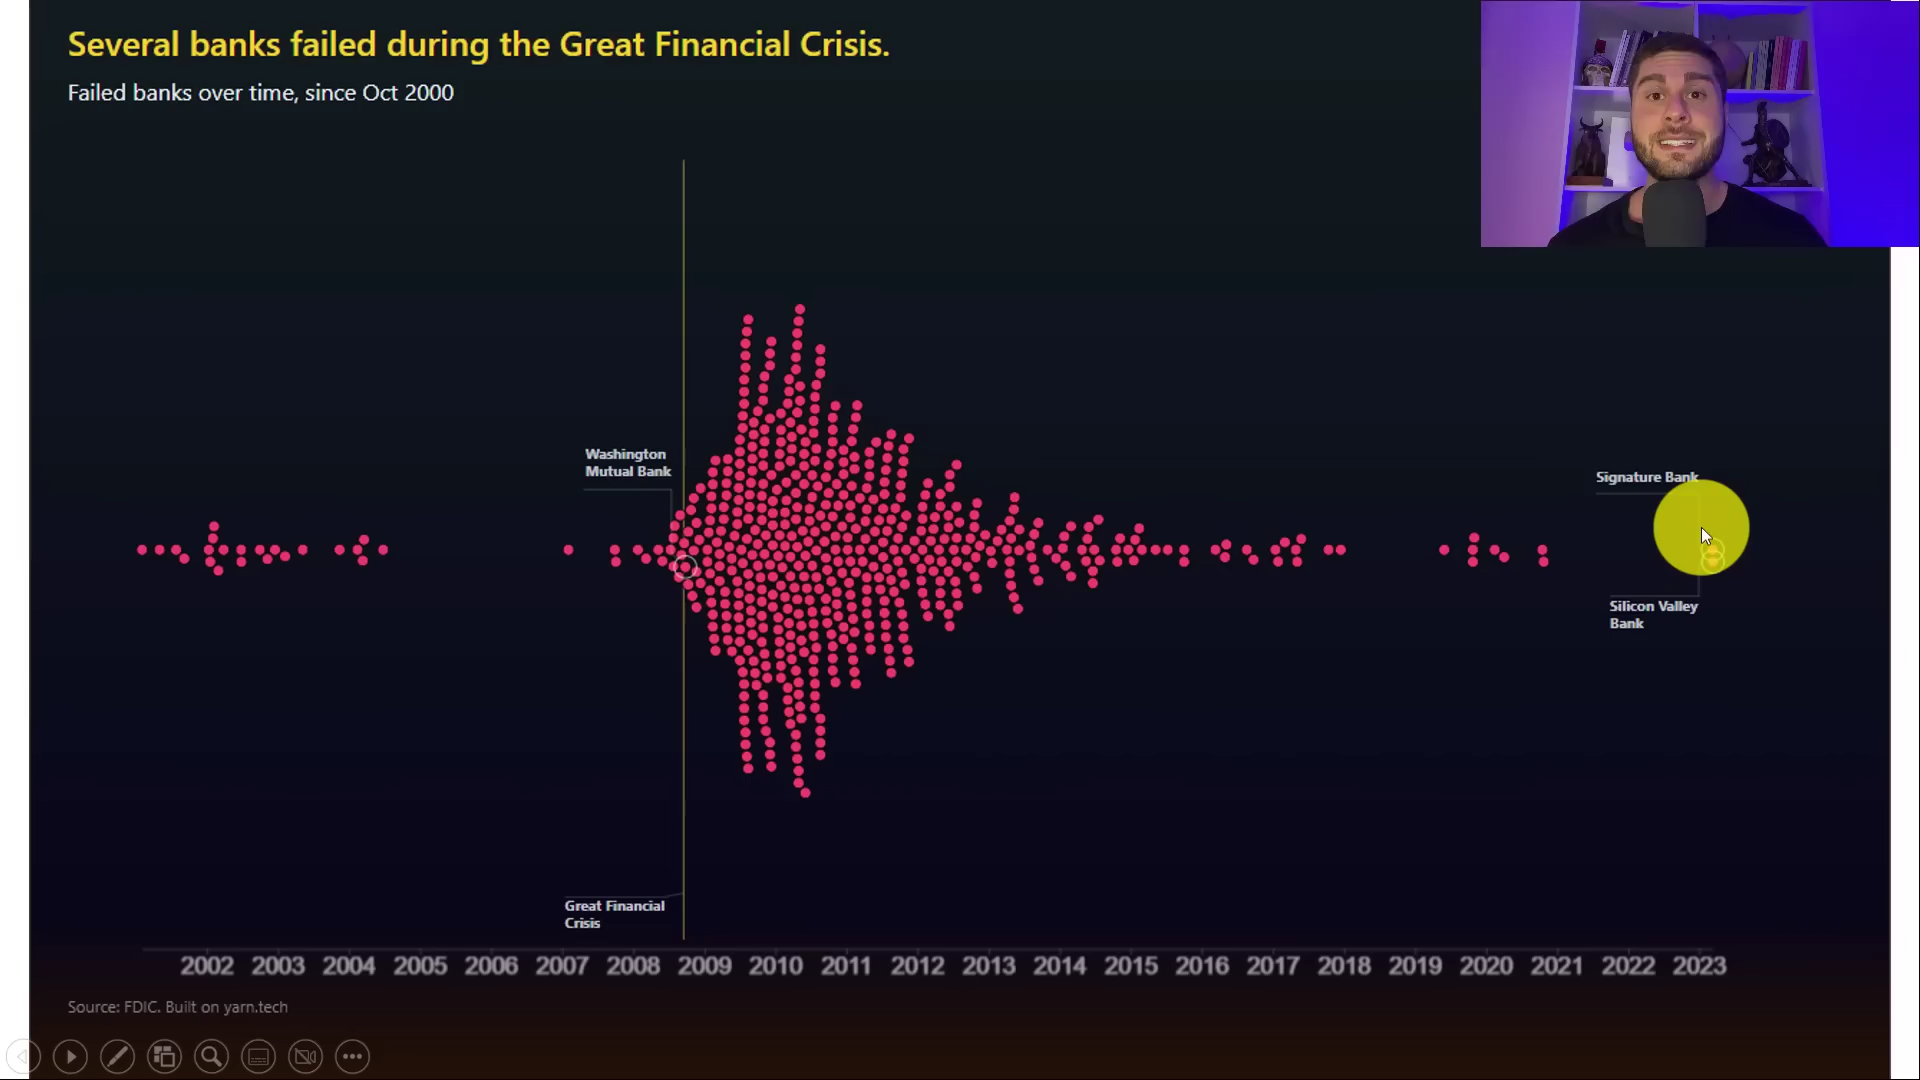 Several banks failed during the Great Financial Crisis.
Failed banks over time, since Oct 2000
Washington
Mutual Bank
Signature Bank
Silicon Valley
Bank
Great Financial
Crisis
2002 2003 2004 2005 2006 2007 2008 2009 2010 2011 2012 2013 2014 2015 2016 2017 2018 2019 2020 2021 2022 2023
Source: FDIC. Built on yarn.tech